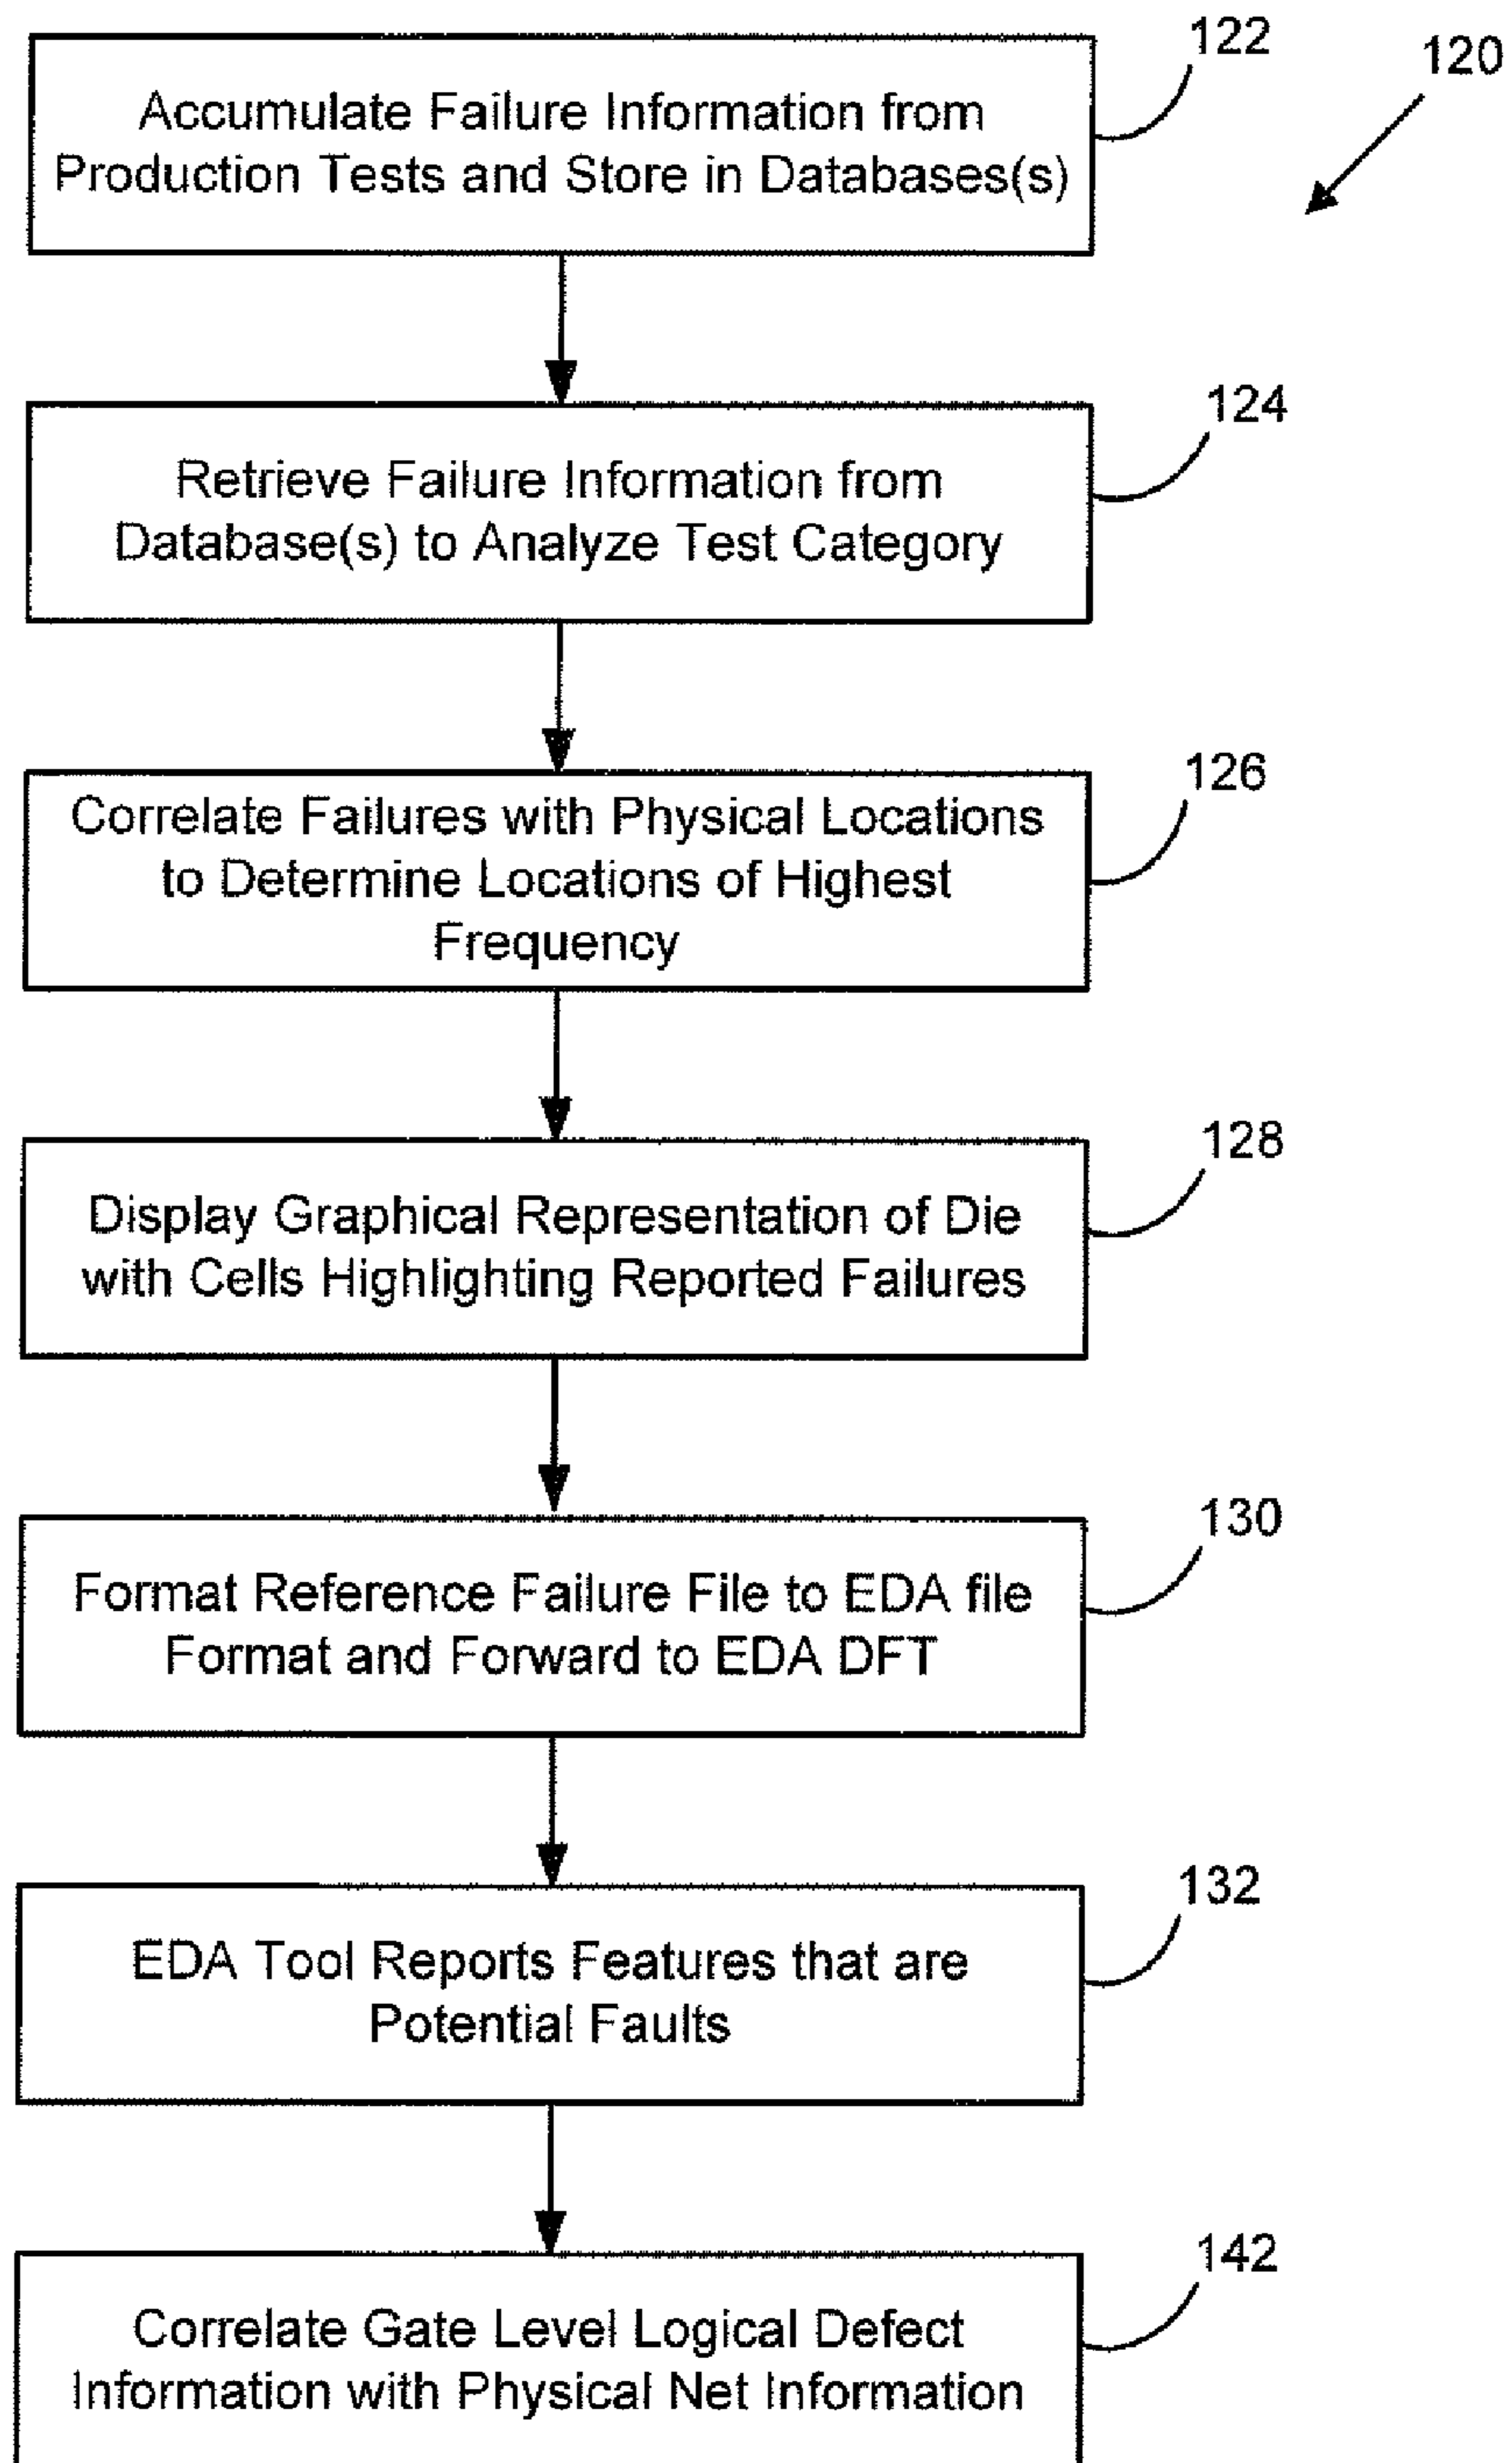 122
120
Accumulate Failure Information from
Production Tests and Store in Databases(s)
124
Retrieve Failure Information from
Database(s) to Analyze Test Category
126
Correlate Failures with Physical Locations
to Determine Locations of Highest
Frequency
128
Display Graphical Representation of Die
with Cells Highlighting Reported Failures
130
Format Reference Failure File to EDA file
Format and Forward to EDA DFT
132
EDA Tool Reports Features that are
Potential Faults
142
Correlate Gate Level Logical Defect
Information with Physical Net Information